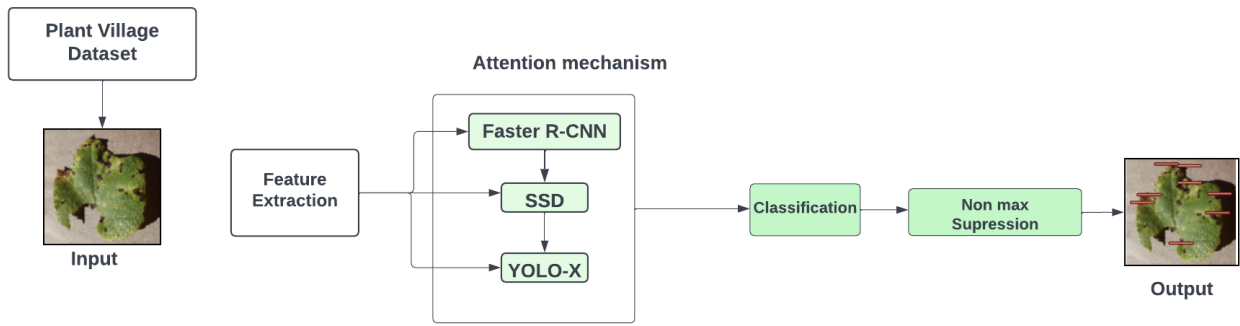 Plant Village
Dataset
Input
Feature
Extraction
Attention mechanism
Faster R-CNN
SSD
YOLO-X
Classification
Non max
Supression
Output